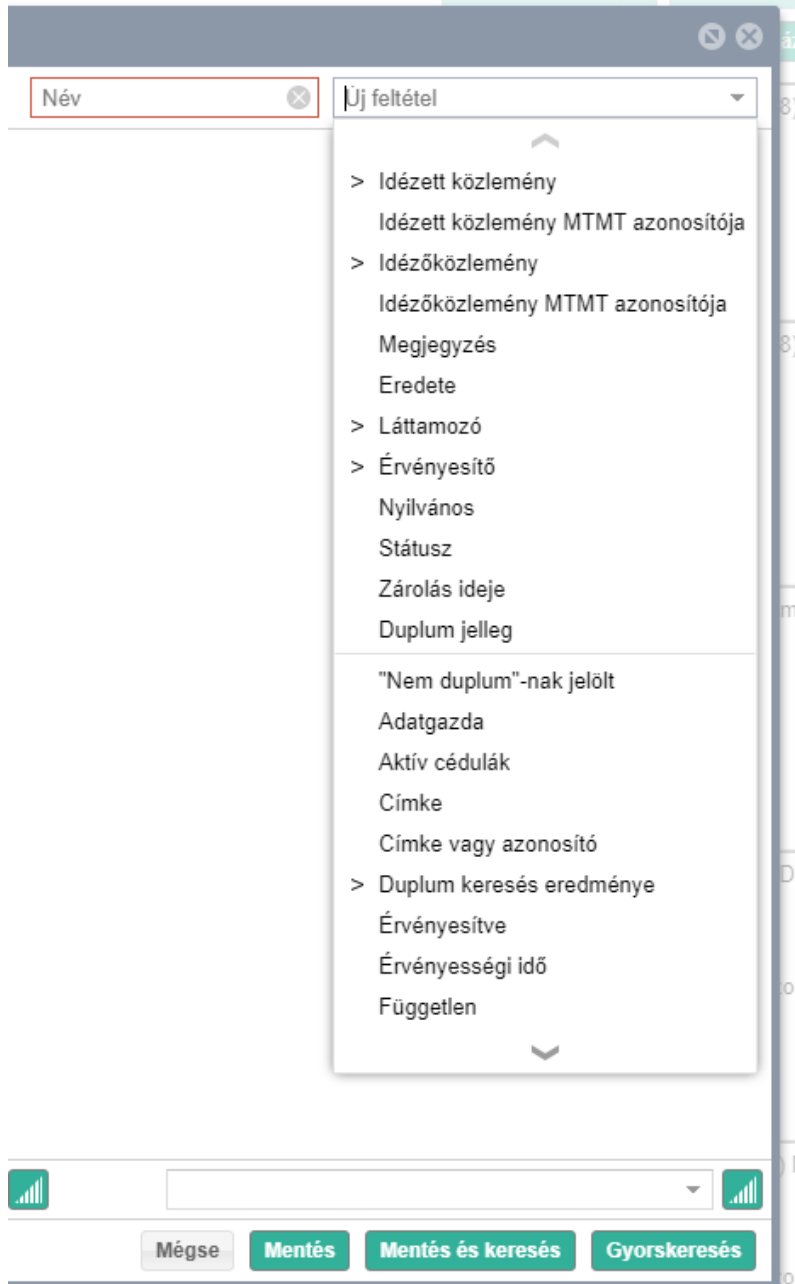 Név
Új feltétel
> Idézett közlemény
Idézett közlemény MTMT azonosítója
> Idézőközlemény
Idézőközlemény MTMT azonosítója
Megjegyzés
Eredete
> Láttamozó
> Érvényesítő
Nyilvános
Státusz
Zárolás ideje
Duplum jelleg
"Nem duplum"-nak jelölt
Adatgazda
Aktív cédulák
Címke
Címke vagy azonosító
> Duplum keresés eredménye
Érvényesítve
Érvényességi idő
Független
Mégse
Mentés
Mentés és keresés
Gyorskeresés